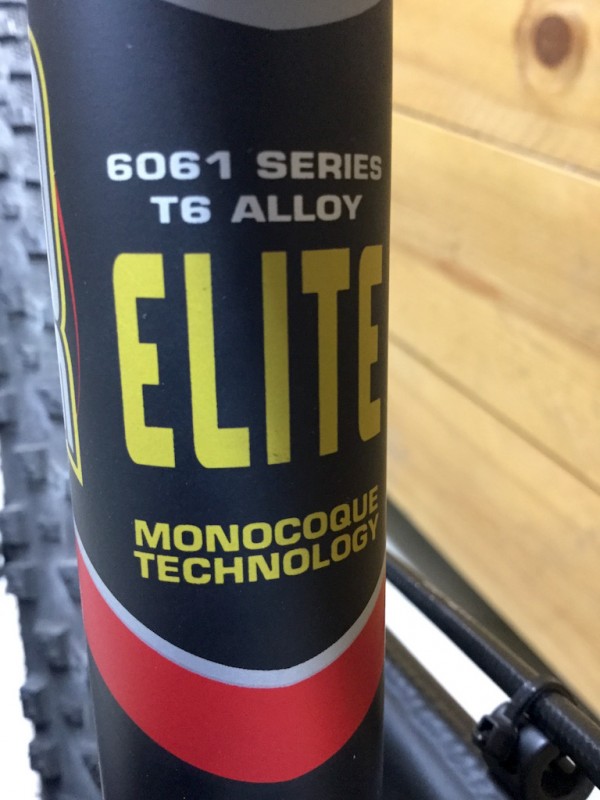 6061 SERIES
T6 ALLOY
ELITE
MONOCOQUE
TECHNOLOGY